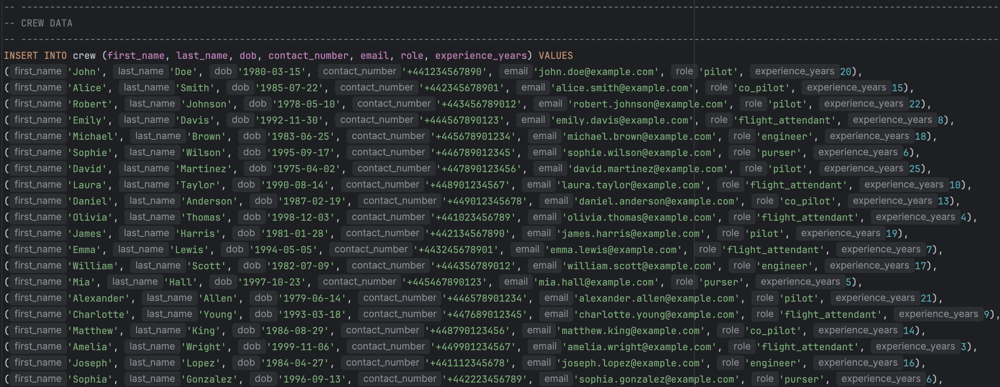 -- --------------------------------------------------------------------------------------------------------------------------------------------------------------------------
-- CREW DATA
-- --------------------------------------------------------------------------------------------------------------------------------------------------------------------------
INSERT INTO crew (first_name, last_name, dob, contact_number, email, role, experience_years) VALUES
( first_name 'John', last_name 'Doe', dob '1980-03-15', contact_number '+441234567890', email 'john.doe@example.com', role 'pilot', experience_years 20),
( first_name 'Alice', last_name 'Smith', dob '1985-07-22', contact_number '+442345678901', email 'alice.smith@example.com', role 'co_pilot', experience_years 15),
( first_name 'Robert', last_name 'Johnson', dob '1978-05-10', contact_number '+443456789012', email 'robert.johnson@example.com', role 'pilot', experience_years 22),
( first_name 'Emily', last_name 'Davis', dob '1992-11-30', contact_number '+444567890123', email 'emily.davis@example.com', role 'flight_attendant', experience_years 8),
( first_name 'Michael', last_name 'Brown', dob '1983-06-25', contact_number '+445678901234', email 'michael.brown@example.com', role 'engineer', experience_years 18),
( first_name 'Sophie', last_name 'Wilson', dob '1995-09-17', contact_number '+446789012345', email 'sophie.wilson@example.com', role 'purser', experience_years 6),
( first_name 'David', last_name 'Martinez', dob '1975-04-02', contact_number '+447890123456', email 'david.martinez@example.com', role 'pilot', experience_years 25),
( first_name 'Laura', last_name 'Taylor', dob '1990-08-14', contact_number '+448901234567', email 'laura.taylor@example.com', role 'flight_attendant', experience_years 10),
( first_name 'Daniel', last_name 'Anderson', dob '1987-02-19', contact_number '+449012345678', email 'daniel.anderson@example.com', role 'co_pilot', experience_years 13),
( first_name 'Olivia', last_name 'Thomas', dob '1998-12-03', contact_number '+441023456789', email 'olivia.thomas@example.com', role 'flight_attendant', experience_years 4),
( first_name 'James', last_name 'Harris', dob '1981-01-28', contact_number '+442134567890', email 'james.harris@example.com', role 'pilot', experience_years 19),
( first_name 'Emma', last_name 'Lewis', dob '1994-05-05', contact_number '+443245678901', email 'emma.lewis@example.com', role 'flight_attendant', experience_years 7),
( first_name 'William', last_name 'Scott', dob '1982-07-09', contact_number '+444356789012', email 'william.scott@example.com', role 'engineer', experience_years 17),
( first_name 'Mia', last_name 'Hall', dob '1997-10-23', contact_number '+445467890123', email 'mia.hall@example.com', role 'purser', experience_years 5),
( first_name 'Alexander', last_name 'Allen', dob '1979-06-14', contact_number '+446578901234', email 'alexander.allen@example.com', role 'pilot', experience_years 21),
( first_name 'Charlotte', last_name 'Young', dob '1993-03-18', contact_number '+447689012345', email 'charlotte.young@example.com', role 'flight_attendant', experience_years 9),
( first_name 'Matthew', last_name 'King', dob '1986-08-29', contact_number '+448790123456', email 'matthew.king@example.com', role 'co_pilot', experience_years 14),
( first_name 'Amelia', last_name 'Wright', dob '1999-11-06', contact_number '+449901234567', email 'amelia.wright@example.com', role 'flight_attendant', experience_years 3),
( first_name 'Joseph', last_name 'Lopez', dob '1984-04-27', contact_number '+441112345678', email 'joseph.lopez@example.com', role 'engineer', experience_years 16),
( first_name 'Sophia', last_name 'Gonzalez', dob '1996-09-13', contact_number '+442223456789', email 'sophia.gonzalez@example.com', role 'purser', experience_years 6),